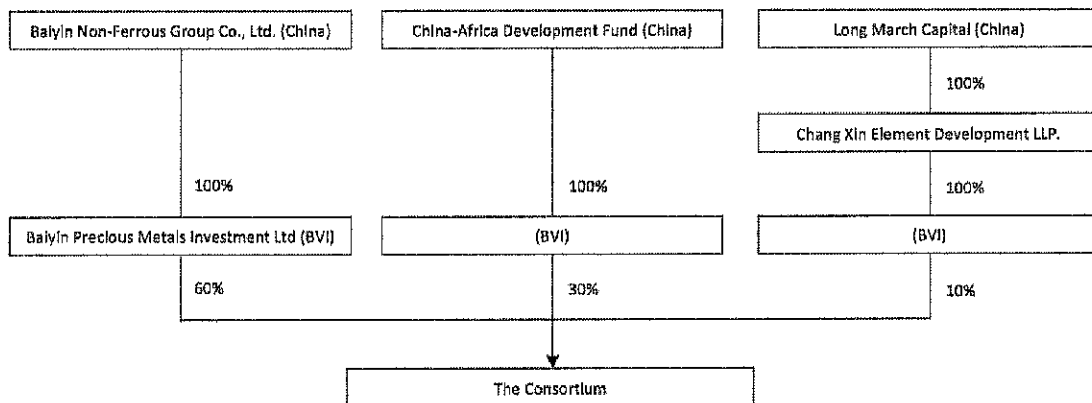 Baiyin Non-Ferrous Group Co., Ltd. (China)
China-Africa Development Fund (China)
Long March Capital (China)
100%
Chang Xin Element Development LLP.
100%
100%
100%
Baiyin Precious Metals Investment Ltd (BVI)
(BVI)
(BVI)
60%
30%
10%
The Consortium